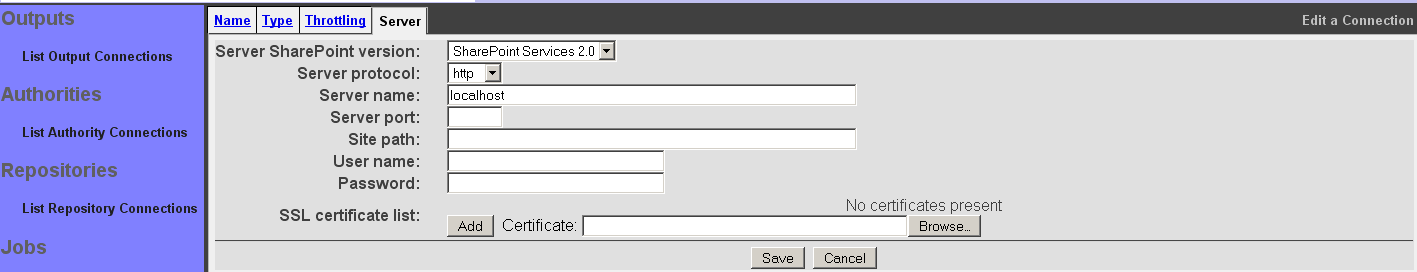 Outputs
List Output Connections
Authorities
List Authority Connections
Repositories
List Repository Connections
Jobs
Name Type Throttling Server Edit a Connection
Server SharePoint version: SharePoint Services 2.0
Server protocol: http
Server name: localhost
Server port:
Site path:
User name:
Password:
No certificates present
SSL certificate list:
Add Certificate: Browse...
Save Cancel